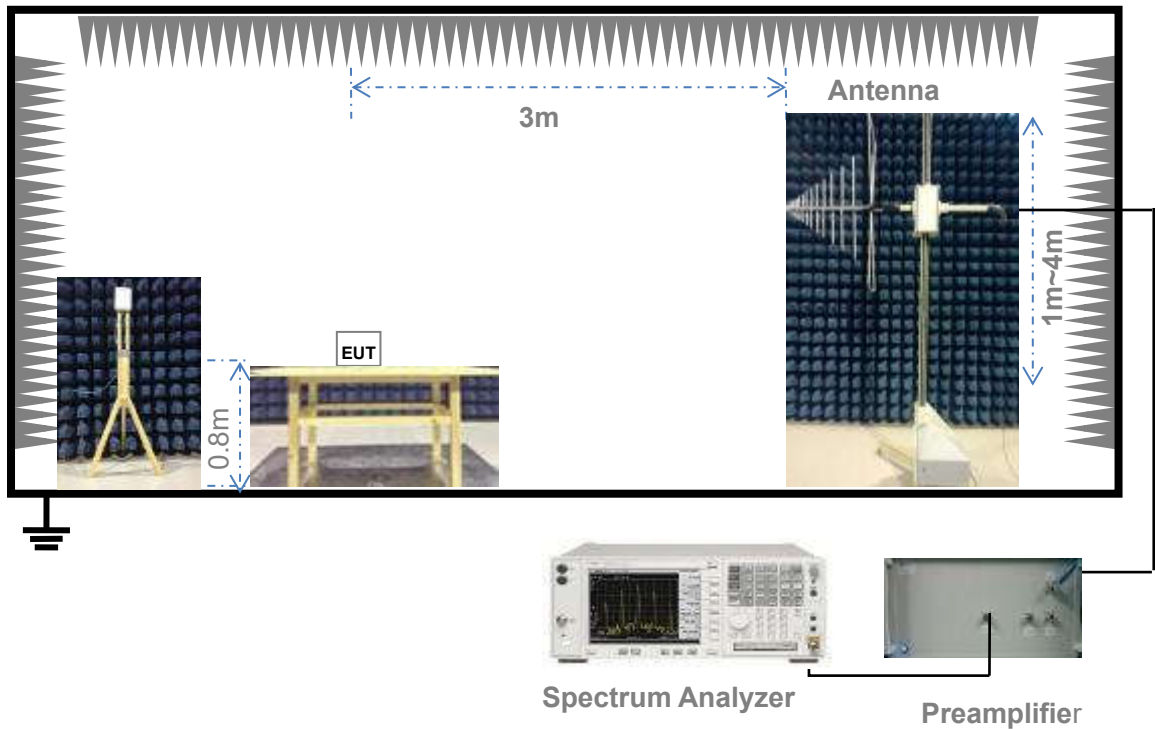 Antenna
3m
1m~4m
EUT
0.8m
Spectrum Analyzer
Preamplifier